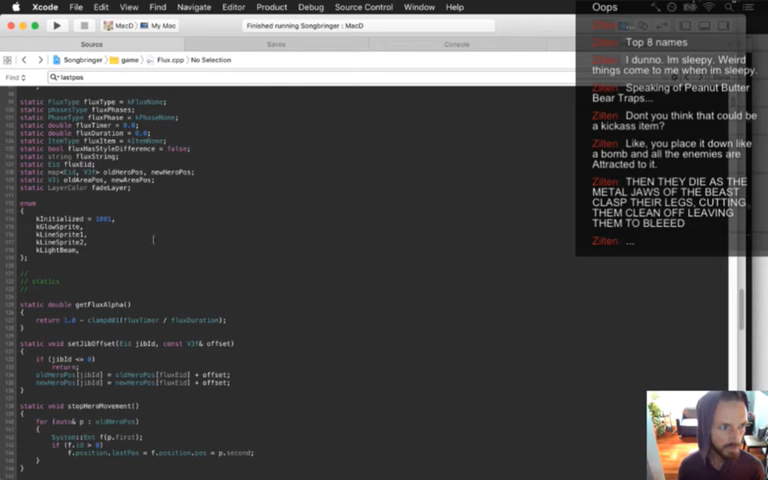 Xcode File Edit View Find Navigate Editor Product Debug Source Control Window Help
MacD My Mac
Finished running Songbringer : MacD
Source
Saves
Console
Songbringer game Flux.cpp No Selection
Find
lastpos
static FluxType fluxType = kFluxNone;
static phasesType fluxPhases;
static PhaseType fluxPhase = kPhaseNone;
static double fluxTimer = 0.0;
static double fluxDuration = 0.0;
static ItemType fluxItem = kItemNone;
static bool fluxHasStyleDifference = false;
static string fluxString;
static Eid fluxEid;
static map<Eid, V3f> oldHeroPos, newHeroPos;
static V3i oldAreaPos, newAreaPos;
static LayerColor fadeLayer;
enum
{
kInitialized = 1001,
kGlowSprite,
kLineSprite1,
kLineSprite2,
kLightBeam,
};
//
// statics
//
static double getFluxAlpha()
{
return 1.0 - clampd01(fluxTimer / fluxDuration);
}
static void setJibOffset(Eid jibId, const V3f& offset)
{
if (jibId <= 0)
return;
oldHeroPos[jibId] = oldHeroPos[fluxEid] + offset;
newHeroPos[jibId] = newHeroPos[fluxEid] + offset;
}
static void stopHeroMovement()
{
for (auto& p : oldHeroPos)
{
System::Ent f(p.first);
if (f.id > 0)
f.position.lastPos = f.position.pos = p.second;
}
}
Oops
Zilten ...
Zilten Top 8 names
Zilten I dunno. Im sleepy. Weird
things come to me when im sleepy.
Zilten Speaking of Peanut Butter
Bear Traps...
Zilten Dont you think that could be
a kickass item?
Zilten Like, you place it down like
a bomb and all the enemies are
Attracted to it.
Zilten THEN THEY DIE AS THE
METAL JAWS OF THE BEAST
CLASP THEIR LEGS, CUTTING
THEM CLEAN OFF LEAVING
THEM TO BLEEED
Zilten ...